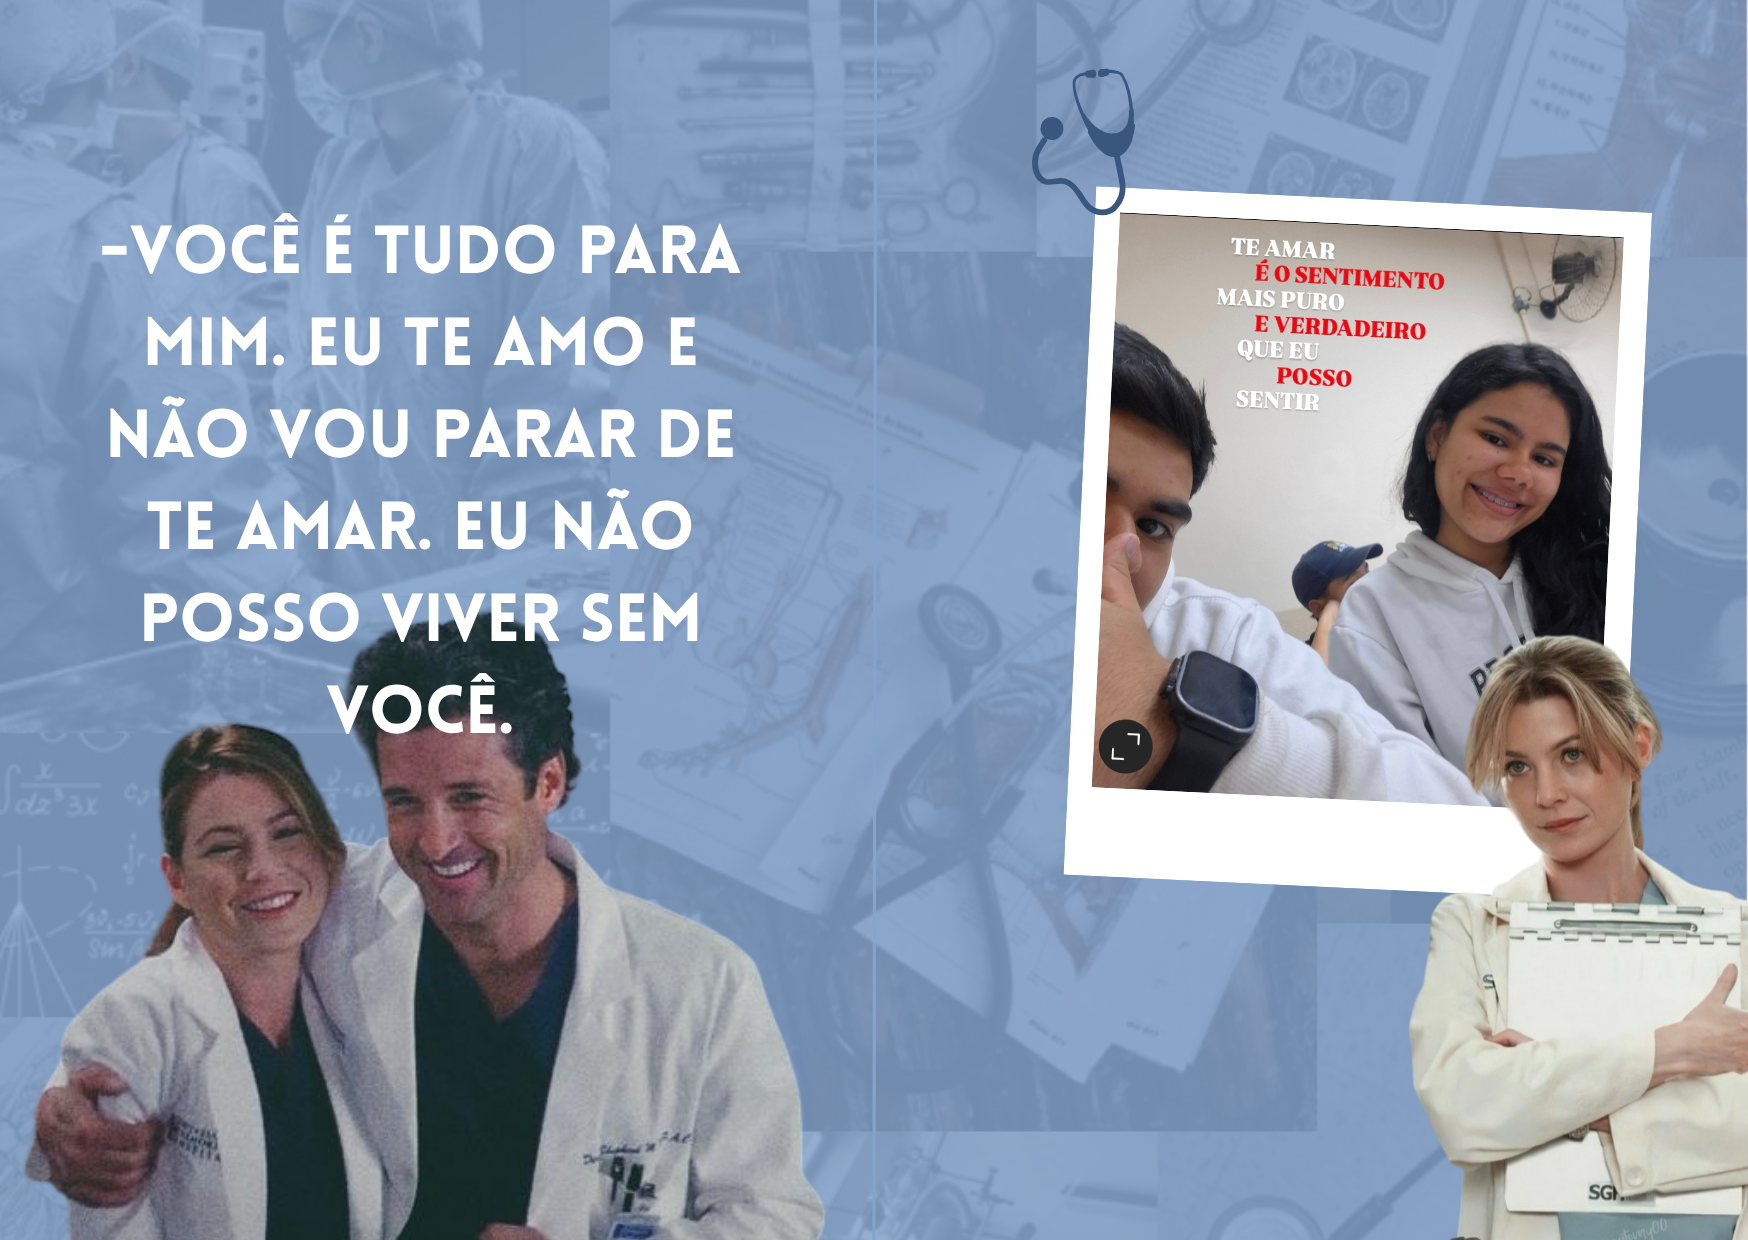 -VOCÊ É TUDO PARA
MIM. EU TE AMO E
NÃO VOU PARAR DE
TE AMAR. EU NÃO
POSSO VIVER SEM
VOCÊ.
TE AMAR
É O SENTIMENTO
MAIS PURO
E VERDADEIRO
QUE EU
POSSO
SENTIR